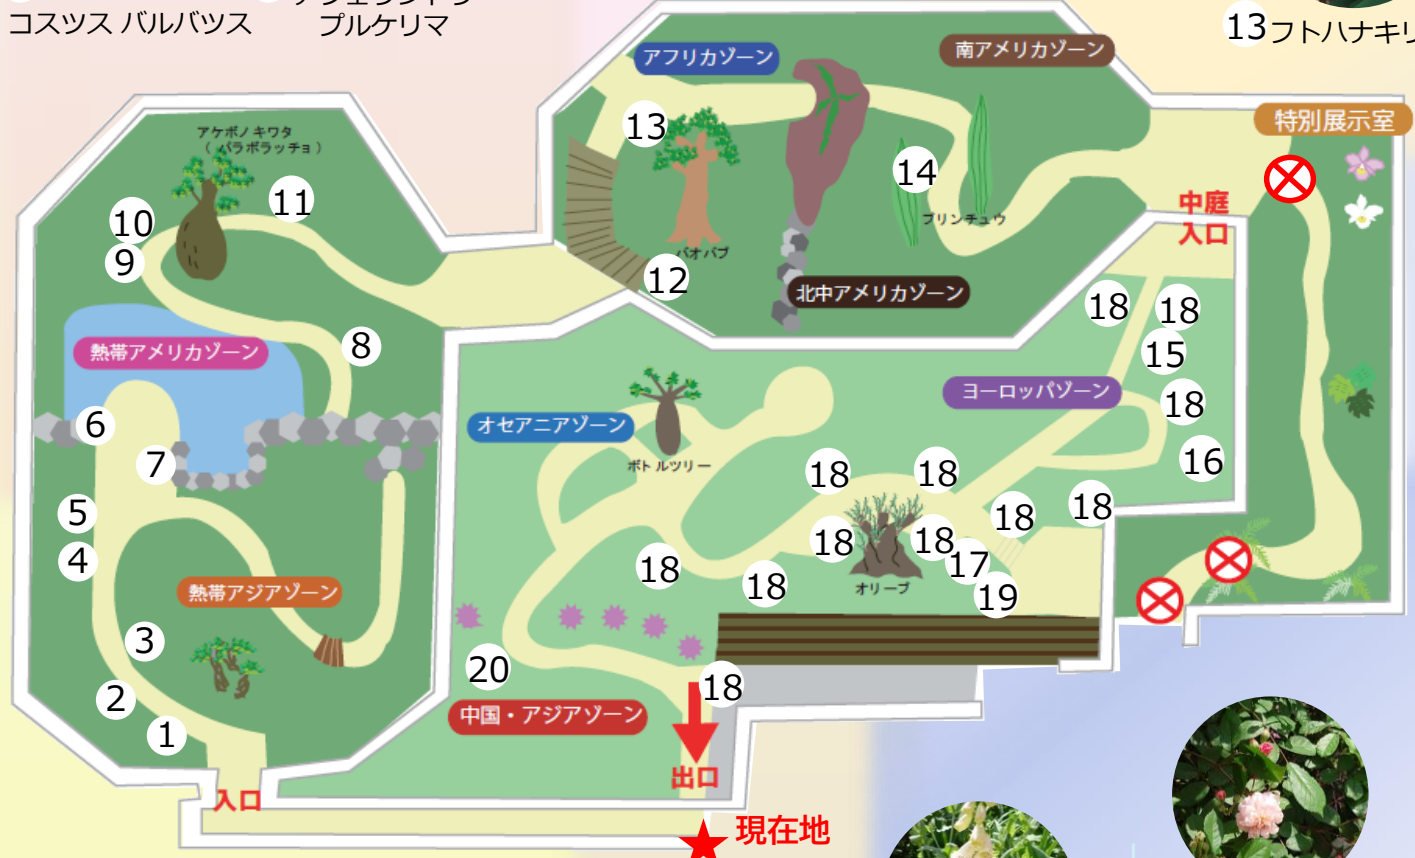 コスツス バルバツス
プルケリマ
13 フトハナキリ
アフリカゾーン
南アメリカゾーン
特別展示室
アケボノキワタ
( パラボラッチョ )
13
14
11
10
9
ブリンチュウ
中庭
入口
バオバブ
12
北中アメリカゾーン
18
18
15
8
熱帯アメリカゾーン
ヨーロッパゾーン
18
6
オセアニアゾーン
7
ボトルツリー
16
18
18
5
18
18
4
18
18
17
18
18
オリーブ
熱帯アジアゾーン
19
3
20
18
2
中国・アジアゾーン
1
出口
入口
現在地